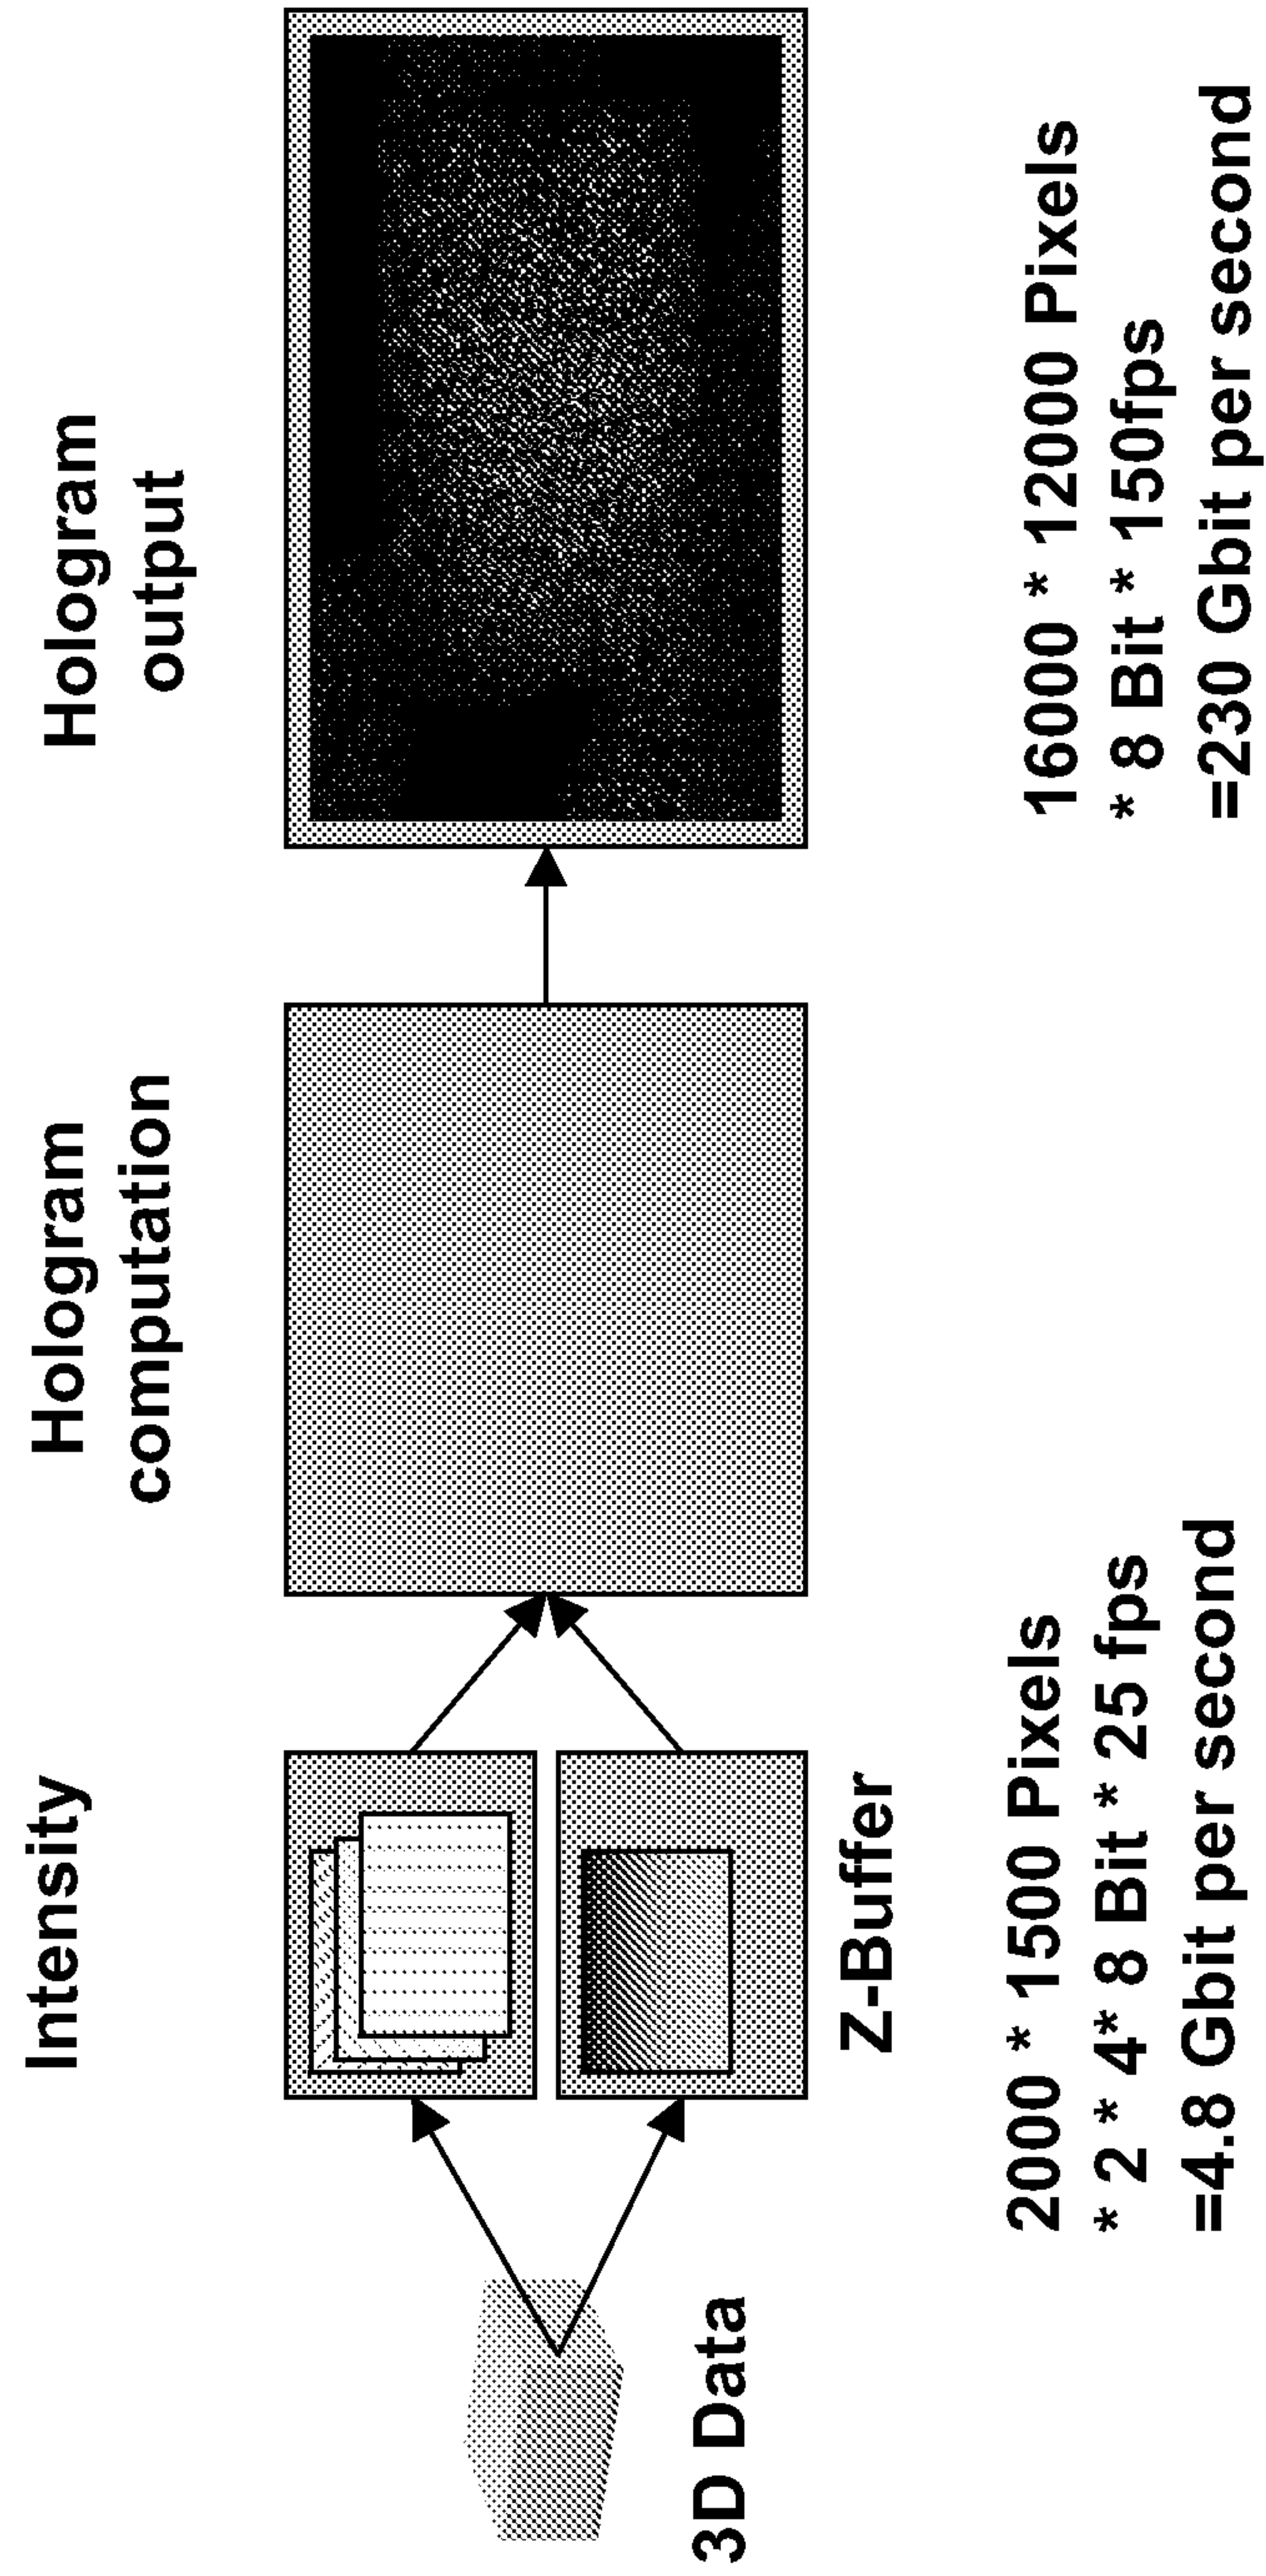 3D Data
Intensity
Z-Buffer
2000 * 1500 Pixels
* 2 * 4* 8 Bit * 25 fps
=4.8 Gbit per second
Hologram
computation
Hologram
output
16000 * 12000 Pixels
* 8 Bit * 150fps
=230 Gbit per second